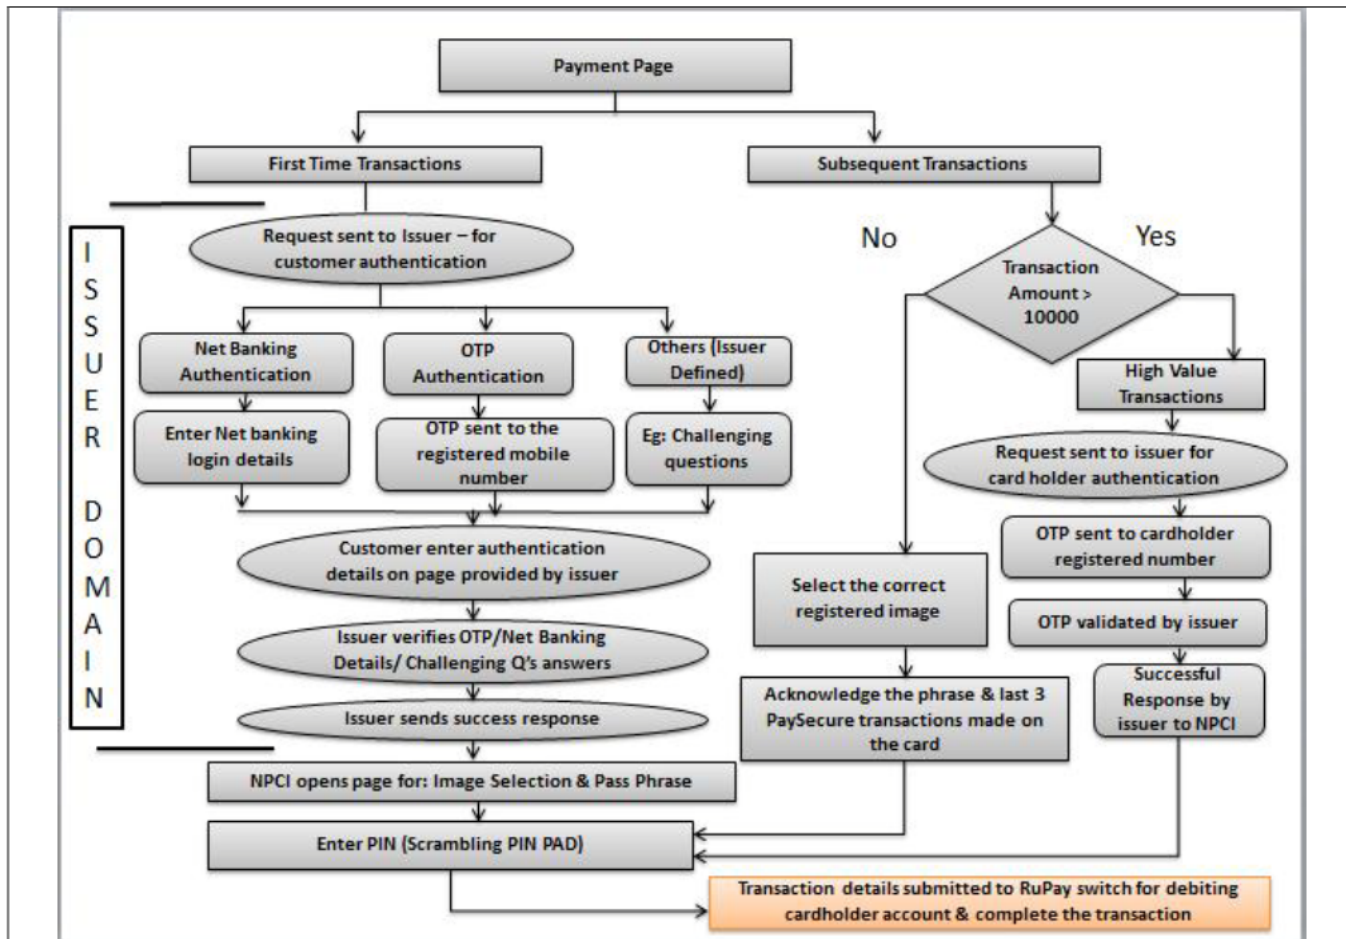 Payment Page
First Time Transactions
Subsequent Transactions
Request sent to Issuer – for
customer authentication
No
Yes
Transaction
Amount >
10000
ISSUER DOMAIN
Net Banking
Authentication
OTP
Authentication
Others (Issuer
Defined)
High Value
Transactions
Enter Net banking
login details
OTP sent to the
registered mobile
number
Eg: Challenging
questions
Request sent to issuer for
card holder authentication
Customer enter authentication
details on page provided by issuer
Select the correct
registered image
OTP sent to cardholder
registered number
OTP validated by issuer
Issuer verifies OTP/Net Banking
Details/ Challenging Q's answers
Issuer sends success response
Acknowledge the phrase & last 3
PaySecure transactions made on
the card
Successful
Response by
issuer to NPCI
NPCI opens page for: Image Selection & Pass Phrase
Enter PIN (Scrambling PIN PAD)
Transaction details submitted to RuPay switch for debiting
cardholder account & complete the transaction